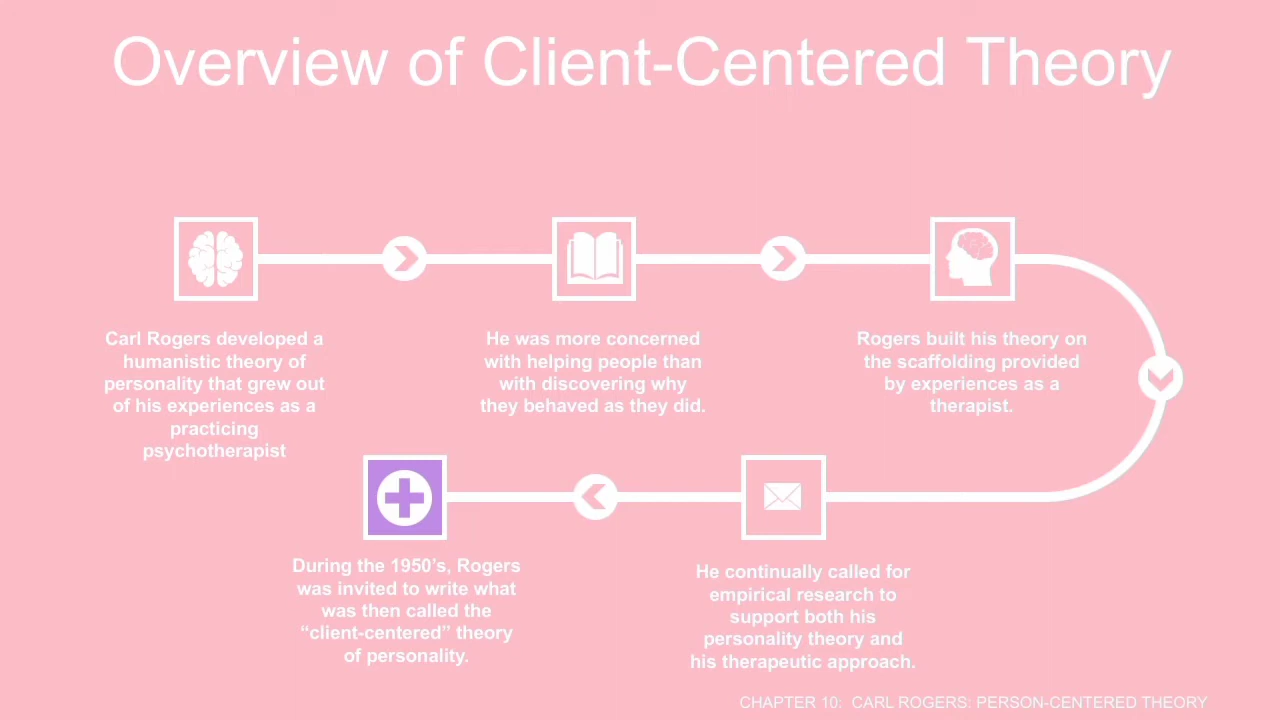 Overview of Client-Centered Theory
Carl Rogers developed a
humanistic theory of
personality that grew out
of his experiences as a
practicing
psychotherapist
He was more concerned
with helping people than
with discovering why
they behaved as they did.
Rogers built his theory on
the scaffolding provided
by experiences as a
therapist.
He continually called for
empirical research to
support both his
personality theory and
his therapeutic approach.
During the 1950’s, Rogers
was invited to write what
was then called the
“client-centered” theory
of personality.
CHAPTER 10:  CARL ROGERS: PERSON-CENTERED THEORY